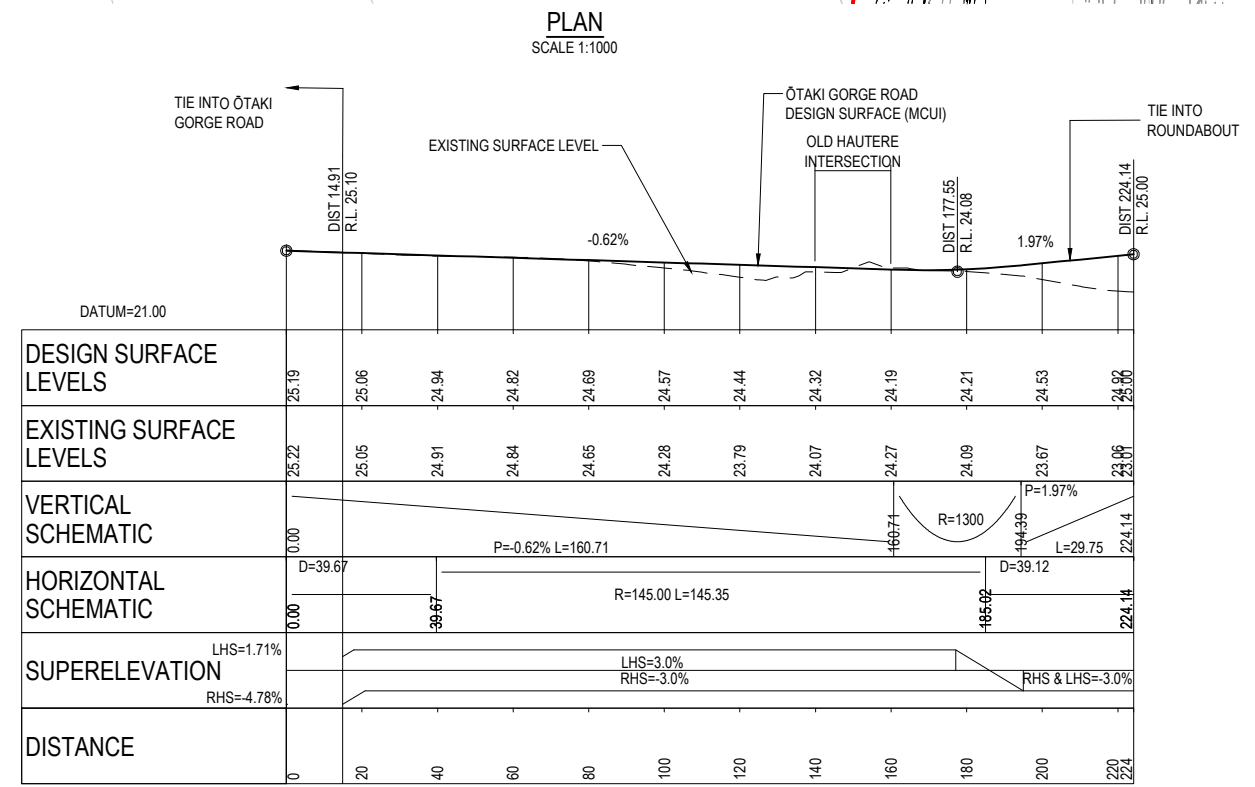 PLAN
SCALE 1:1000
TIE INTO ŌTAKI
GORGE ROAD
EXISTING SURFACE LEVEL
ŌTAKI GORGE ROAD
DESIGN SURFACE (MCUI)
OLD HAUTERE
INTERSECTION
TIE INTO
ROUNDABOUT
DIST 14.91
R.L. 25.10
DIST 177.55
R.L. 24.08
DIST 224.14
R.L. 25.00
-0.62%
1.97%
DATUM=21.00
DESIGN SURFACE
LEVELS
25.19 25.06 24.94 24.82 24.69 24.57 24.44 24.32 24.19 24.21 24.53 24.92 25.00
EXISTING SURFACE
LEVELS
25.22 25.05 24.91 24.84 24.65 24.28 23.79 24.07 24.27 24.09 23.67 23.06 23.01
VERTICAL
SCHEMATIC
0.00 P=-0.62% L=160.71 160.71 R=1300 194.39 P=1.97% L=29.75 224.14
HORIZONTAL
SCHEMATIC
D=39.67 0.00 39.67 R=145.00 L=145.35 185.02 D=39.12 224.14
SUPERELEVATION
LHS=1.71%
RHS=-4.78%
LHS=3.0%
RHS=-3.0%
RHS & LHS=-3.0%
DISTANCE
0 20 40 60 80 100 120 140 160 180 200 220 224